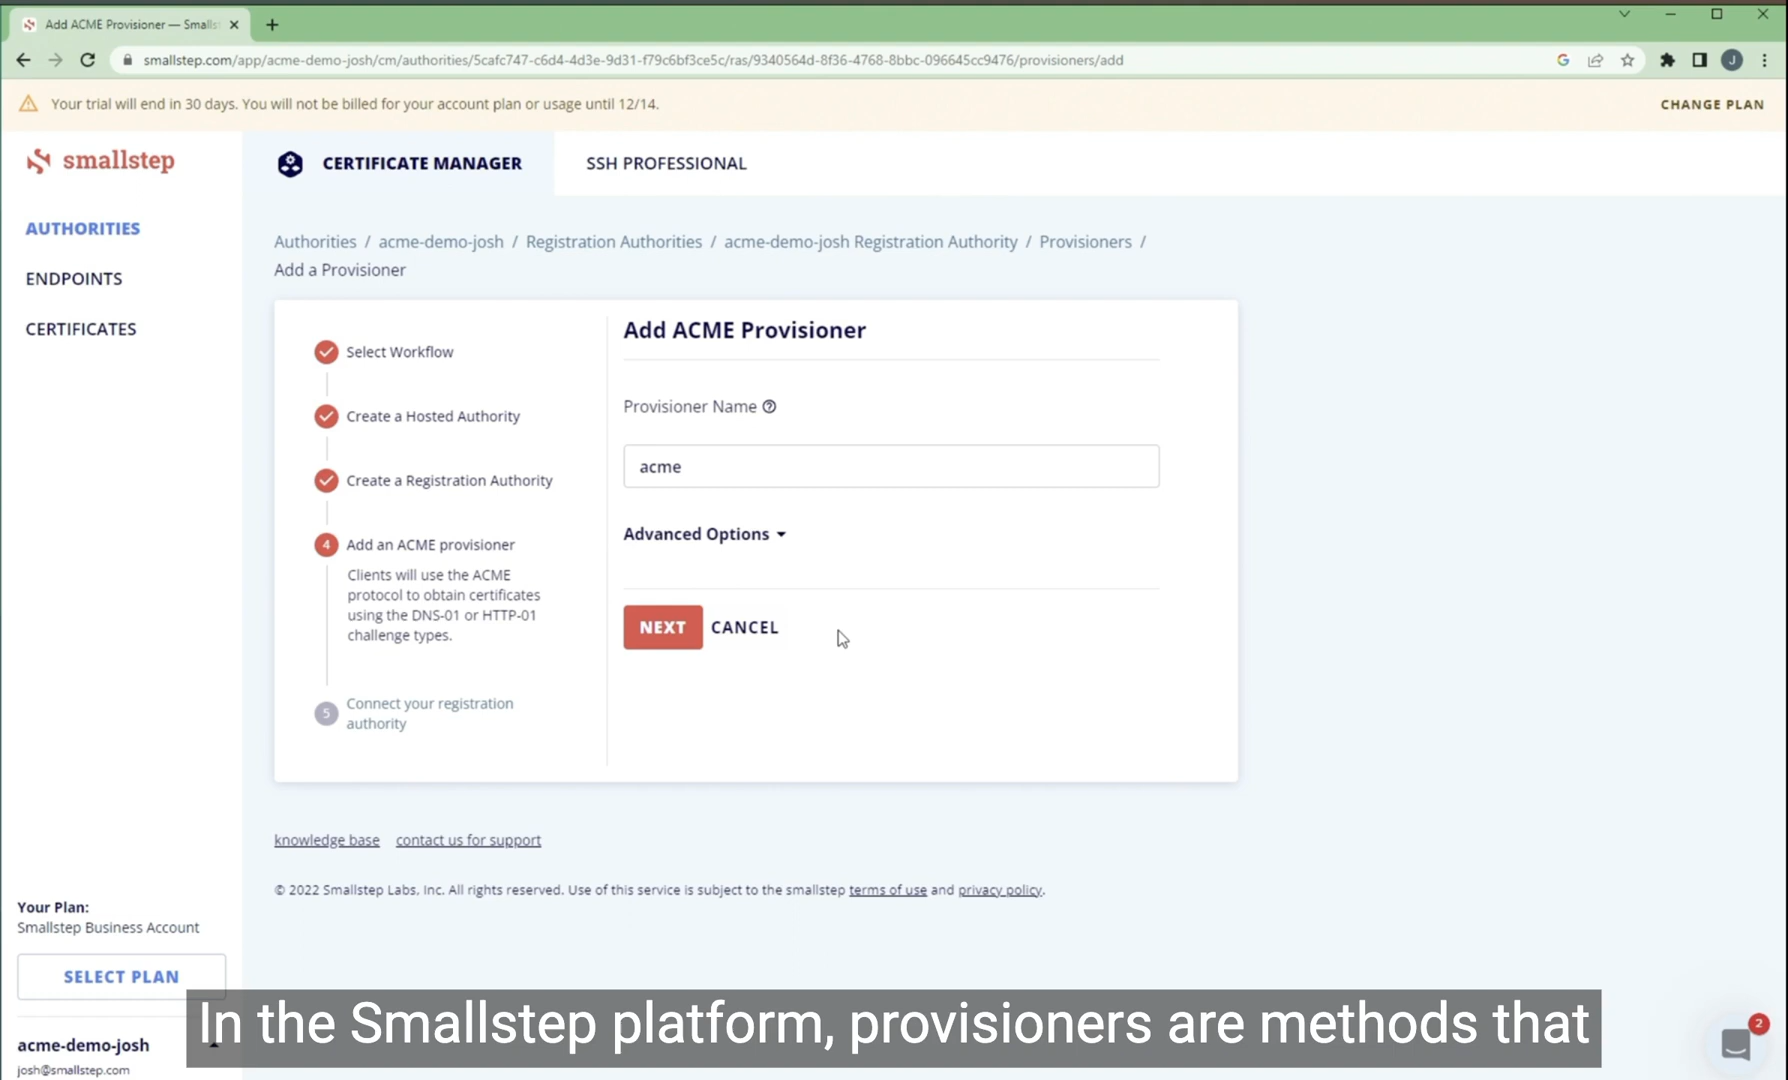 Add ACME Provisioner — Smalls
smallstep.com/app/acme-demo-josh/cm/authorities/5cafc747-c6d4-4d3e-9d31-f79c6bf3ce5c/ras/9340564d-8f36-4768-8bbc-096645cc9476/provisioners/add
J
Your trial will end in 30 days. You will not be billed for your account plan or usage until 12/14.
CHANGE PLAN
smallstep
CERTIFICATE MANAGER
SSH PROFESSIONAL
AUTHORITIES
ENDPOINTS
CERTIFICATES
Authorities / acme-demo-josh / Registration Authorities / acme-demo-josh Registration Authority / Provisioners /
Add a Provisioner
Select Workflow
Create a Hosted Authority
Create a Registration Authority
4 Add an ACME provisioner
Clients will use the ACME
protocol to obtain certificates
using the DNS-01 or HTTP-01
challenge types.
5 Connect your registration
authority
Add ACME Provisioner
Provisioner Name
acme
Advanced Options
NEXT CANCEL
knowledge base contact us for support
© 2022 Smallstep Labs, Inc. All rights reserved. Use of this service is subject to the smallstep terms of use and privacy policy.
Your Plan:
Smallstep Business Account
SELECT PLAN
acme-demo-josh
josh@smallstep.com
In the Smallstep platform, provisioners are methods that
2